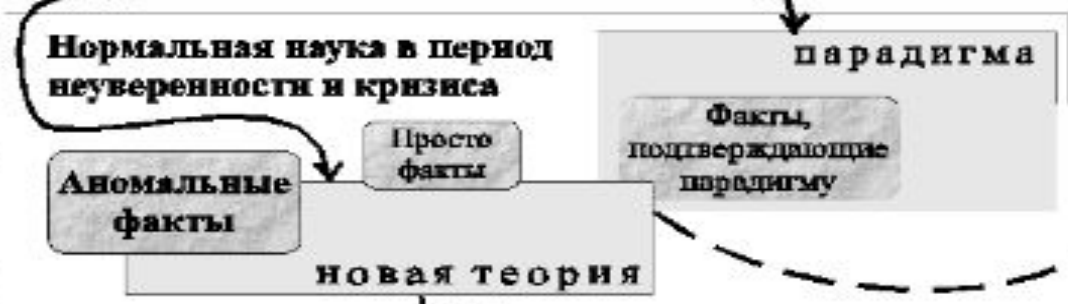 Нормальная наука в период
неуверенности и кризиса
парадигма
Факты,
подтверждающие
парадигму
Просто
факты
Аномальные
факты
новая теория